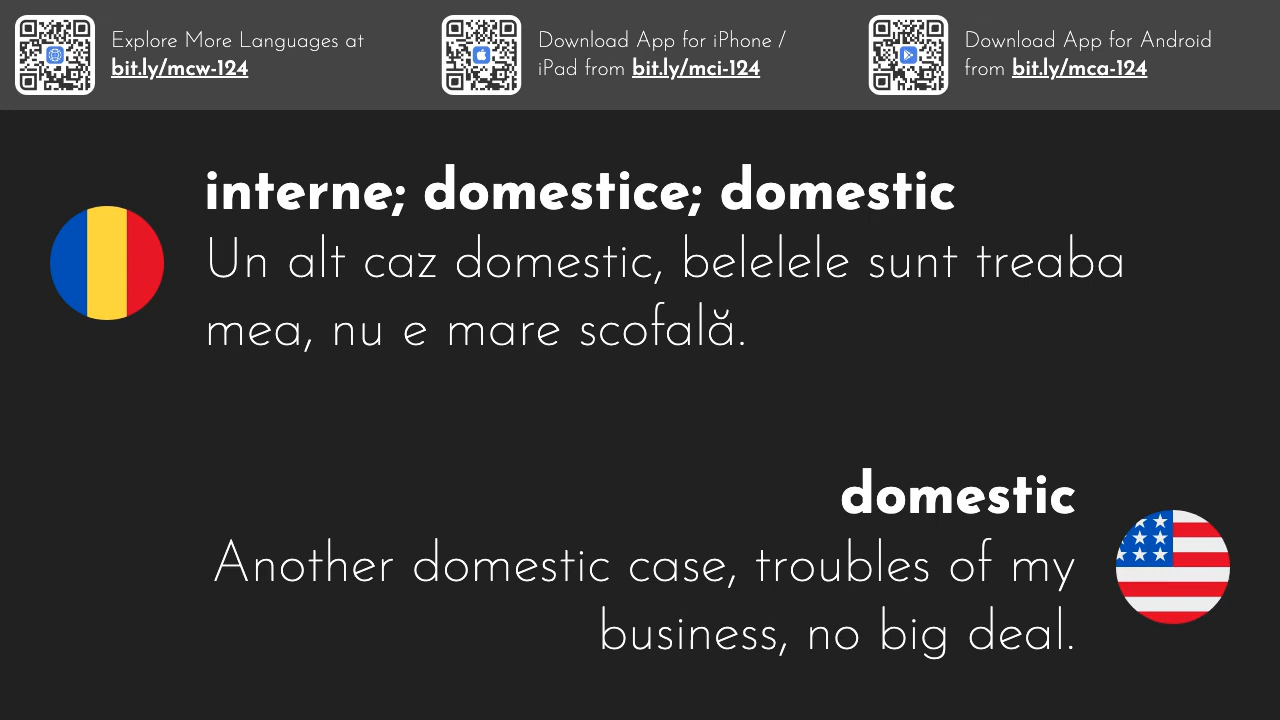 Explore More Languages at
bit.ly/mcw-124
Download App for iPhone /
iPad from bit.ly/mci-124
Download App for Android
from bit.ly/mca-124
interne; domestice; domestic
Un alt caz domestic, belelele sunt treaba
mea, nu e mare scofală.
domestic
Another domestic case, troubles of my
business, no big deal.